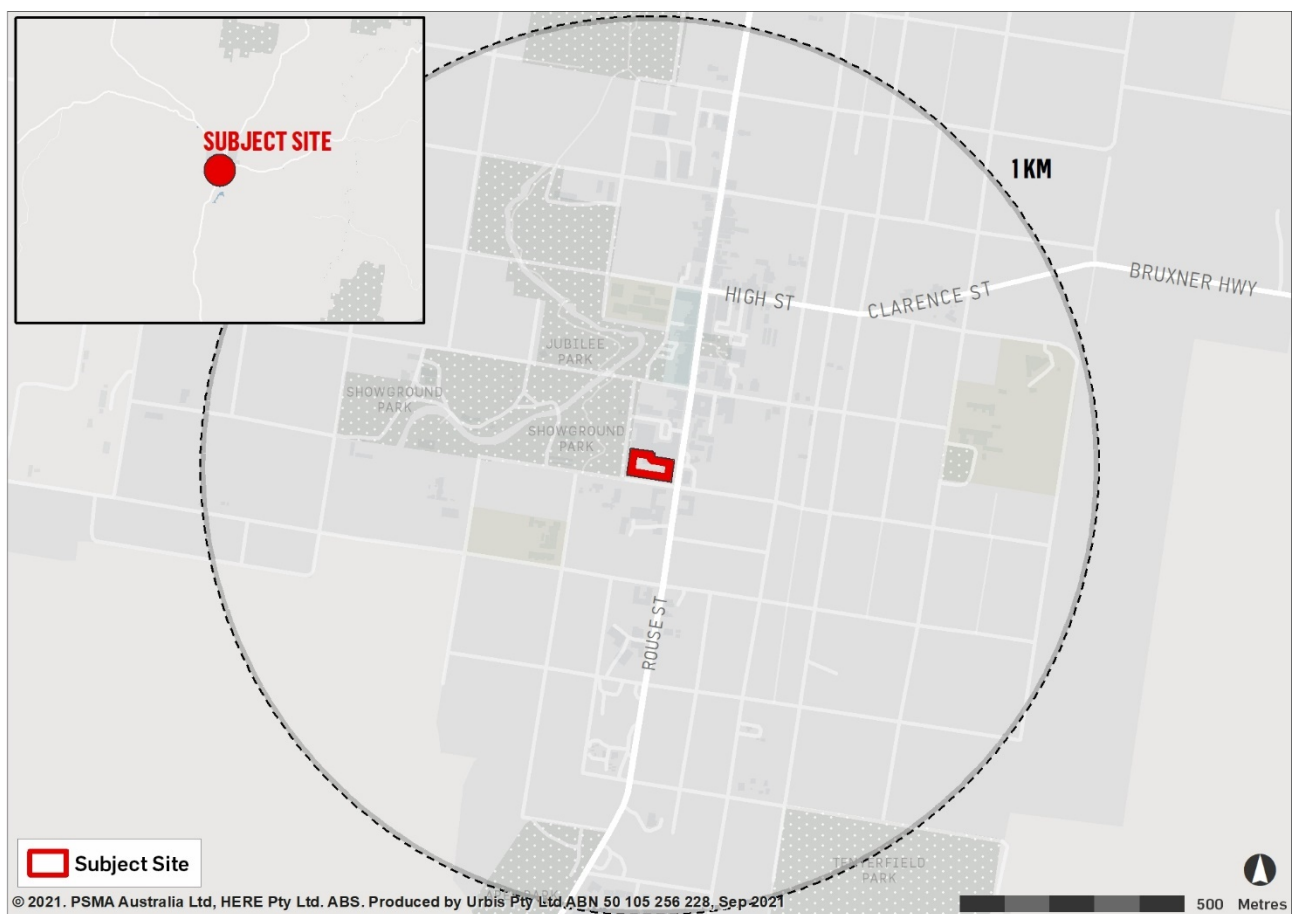 SUBJECT SITE
1 KM
HIGH ST
CLARENCE ST
BRUXNER HWY
JUBILEE
PARK
SHOWGROUND
PARK
SHOWGROUND
PARK
ROUSE ST
TENTERFIELD
PARK
PARK
Subject Site
© 2021. PSMA Australia Ltd, HERE Pty Ltd. ABS. Produced by Urbis Pty Ltd ABN 50 105 256 228, Sep 2021
500 Metres